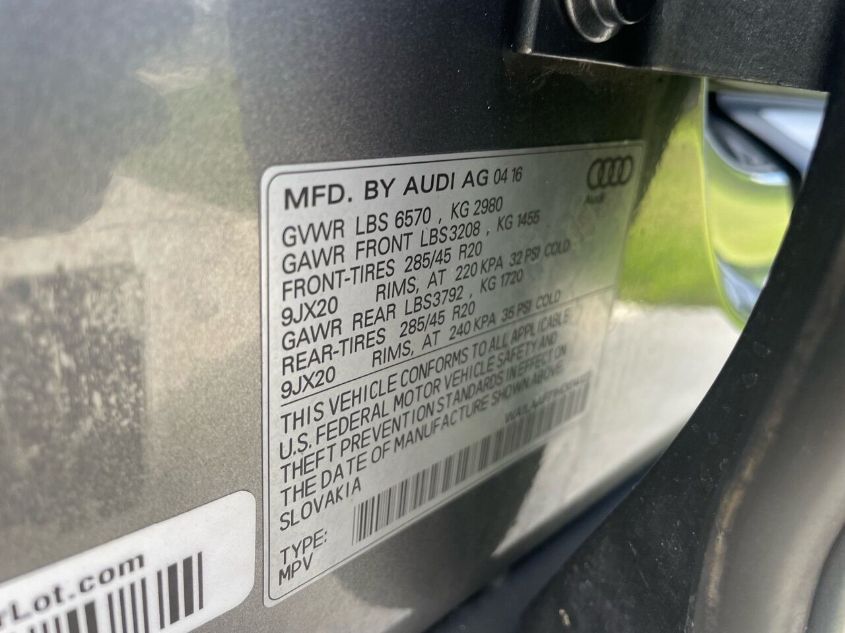 MFD. BY AUDI AG 04 16
Audi
GVWR LBS 6570 , KG 2980
GAWR FRONT LBS3208 , KG 1455
FRONT-TIRES 285/45 R20
9JX20 RIMS, AT 220 KPA 32 PSI COLD
GAWR REAR LBS3792 , KG 1720
REAR-TIRES 285/45 R20
9JX20 RIMS, AT 240 KPA 35 PSI COLD
THIS VEHICLE CONFORMS TO ALL APPLICABLE
U.S. FEDERAL MOTOR VEHICLE SAFETY AND
THEFT PREVENTION STANDARDS IN EFFECT ON
THE DATE OF MANUFACTURE SHOWN ABOVE.
SLOVAKIA
TYPE:
MPV
rLot.com